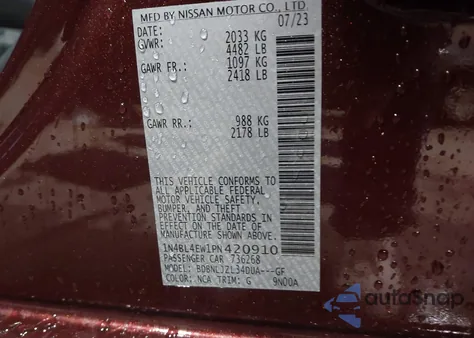 MFD BY NISSAN MOTOR CO., LTD
DATE: 07/23
GVWR: 2033 KG
4482 LB
GAWR FR.: 1097 KG
2418 LB
GAWR RR.: 988 KG
2178 LB
THIS VEHICLE CONFORMS TO
ALL APPLICABLE FEDERAL
MOTOR VEHICLE SAFETY,
BUMPER, AND THEFT
PREVENTION STANDARDS IN
EFFECT ON THE DATE OF
MANUFACTURE SHOWN ABOVE.
1N4BL4EW1PN420910
PASSENGER CAR 736268
MODEL: BDBNLJZL34DUA---GF
COLOR: NCA TRIM: G 9N00A
autoSnap